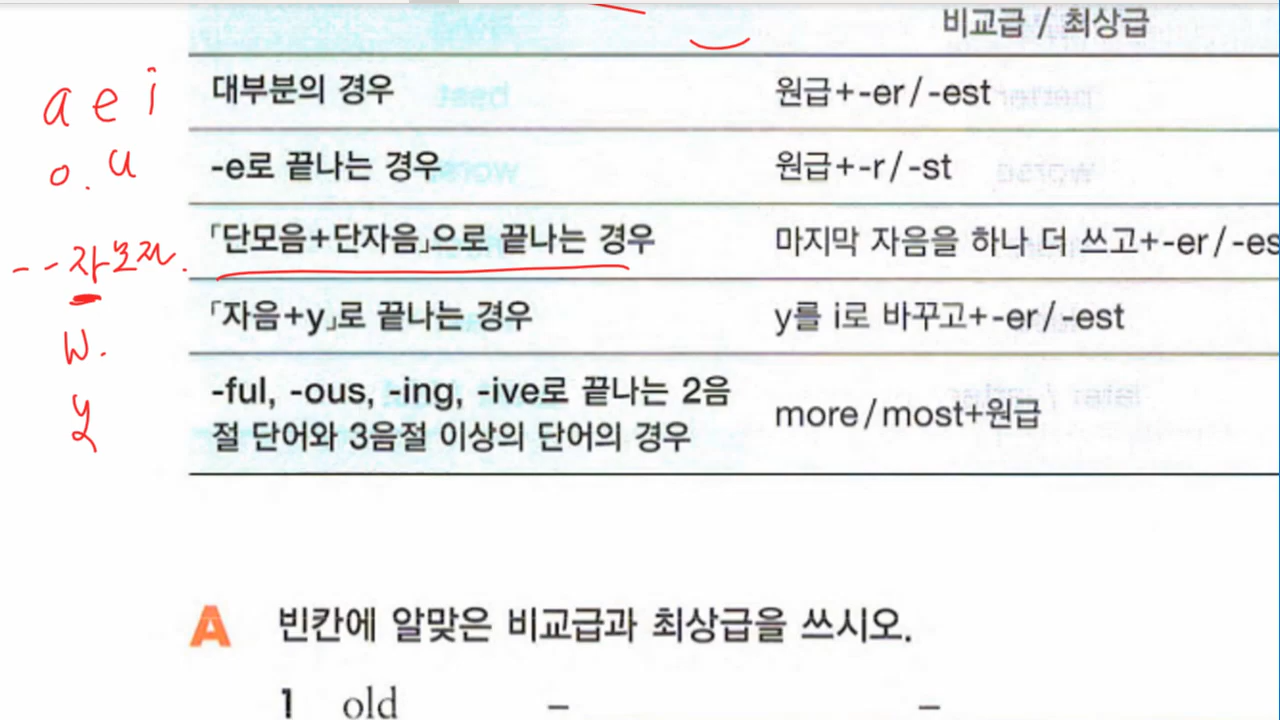 비교급 / 최상급
a e i
대부분의 경우 원급+-er / -est
o. u
-e로 끝나는 경우 원급+-r / -st
「단모음+단자음」으로 끝나는 경우 마지막 자음을 하나 더 쓰고+-er / -es
--자모자.
「자음+y」로 끝나는 경우 y를 i로 바꾸고+-er/-est
w.
y
-ful, -ous, -ing, -ive로 끝나는 2음
절 단어와 3음절 이상의 단어의 경우 more / most+원급
A 빈칸에 알맞은 비교급과 최상급을 쓰시오.
1 old – –